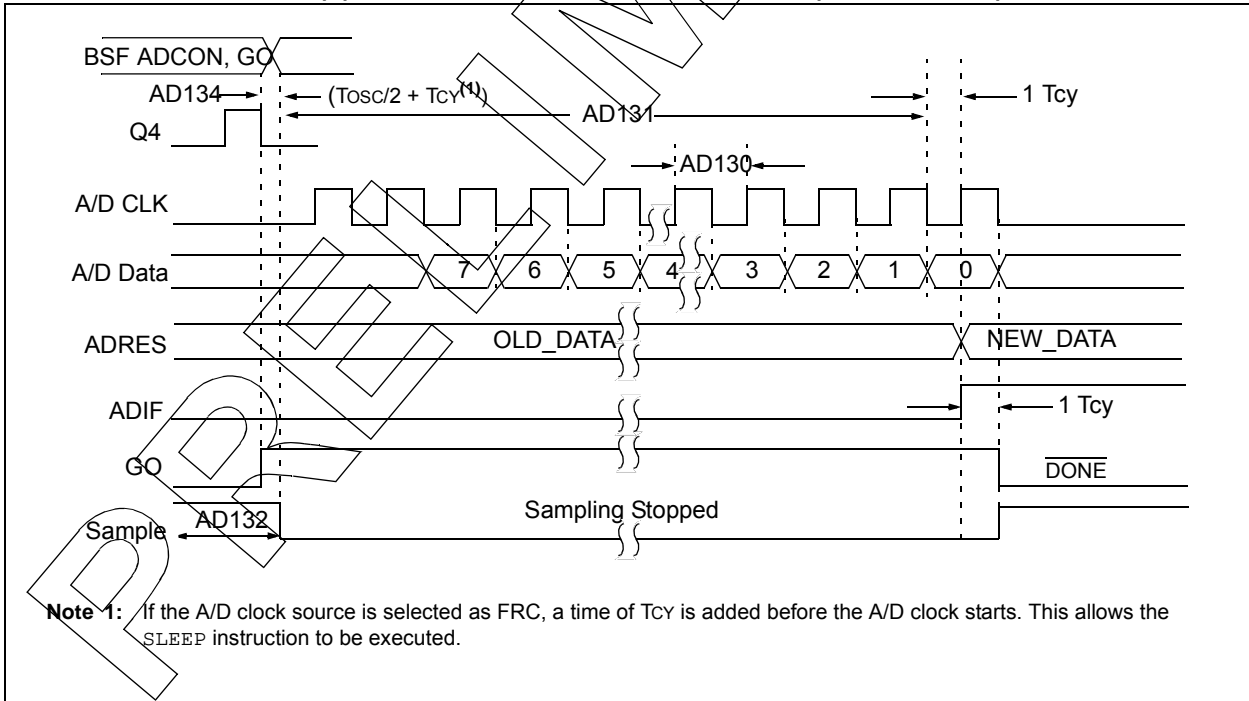 BSF ADCON, GO
AD134
(TOSC/2 + TCY(1))
1 Tcy
AD131
Q4
AD130
A/D CLK
A/D Data
7 6 5 4 3 2 1 0
ADRES
OLD_DATA
NEW_DATA
ADIF
1 Tcy
GO
DONE
Sample
AD132
Sampling Stopped
Note 1: If the A/D clock source is selected as FRC, a time of TCY is added before the A/D clock starts. This allows the
SLEEP instruction to be executed.